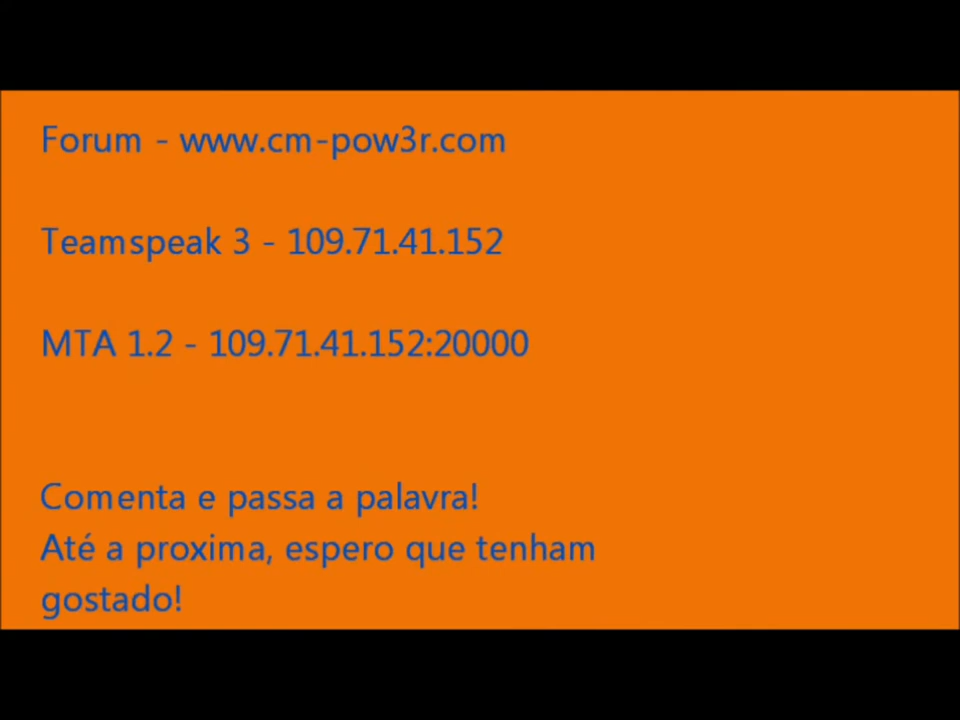 Forum - www.cm-pow3r.com
Teamspeak 3 - 109.71.41.152
MTA 1.2 - 109.71.41.152:20000
Comenta e passa a palavra!
Até a proxima, espero que tenham
gostado!